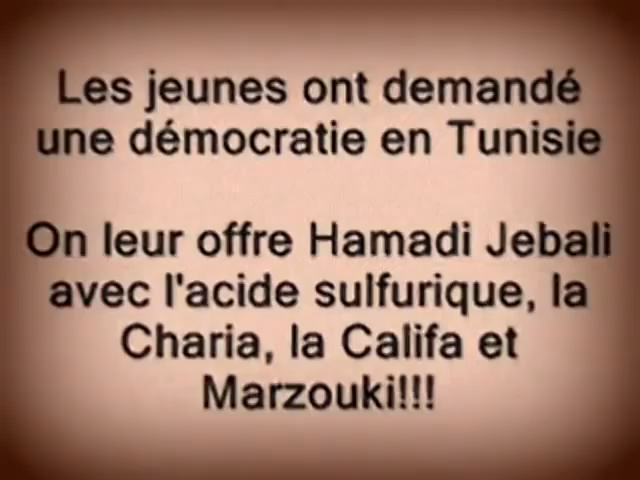 Les jeunes ont demandé
une démocratie en Tunisie
On leur offre Hamadi Jebali
avec l'acide sulfurique, la
Charia, la Califa et
Marzouki!!!